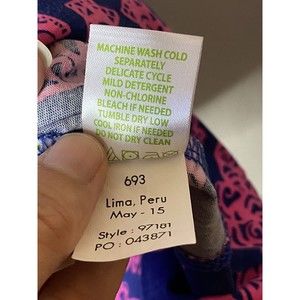 MACHINE WASH COLD
SEPARATELY
DELICATE CYCLE
MILD DETERGENT
NON-CHLORINE
BLEACH IF NEEDED
TUMBLE DRY LOW
COOL IRON IF NEEDED
DO NOT DRY CLEAN
693
Lima, Peru
May - 15
Style : 97181
PO : 043871